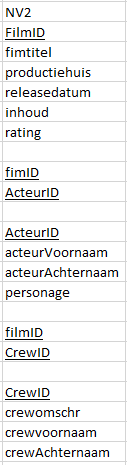 NV2
FilmID
fimtitel
productiehuis
releasedatum
inhoud
rating
fimID
ActeurID
ActeurID
acteurVoornaam
acteurAchternaam
personage
filmID
CrewID
CrewID
crewomschr
crewvoornaam
crewAchternaam